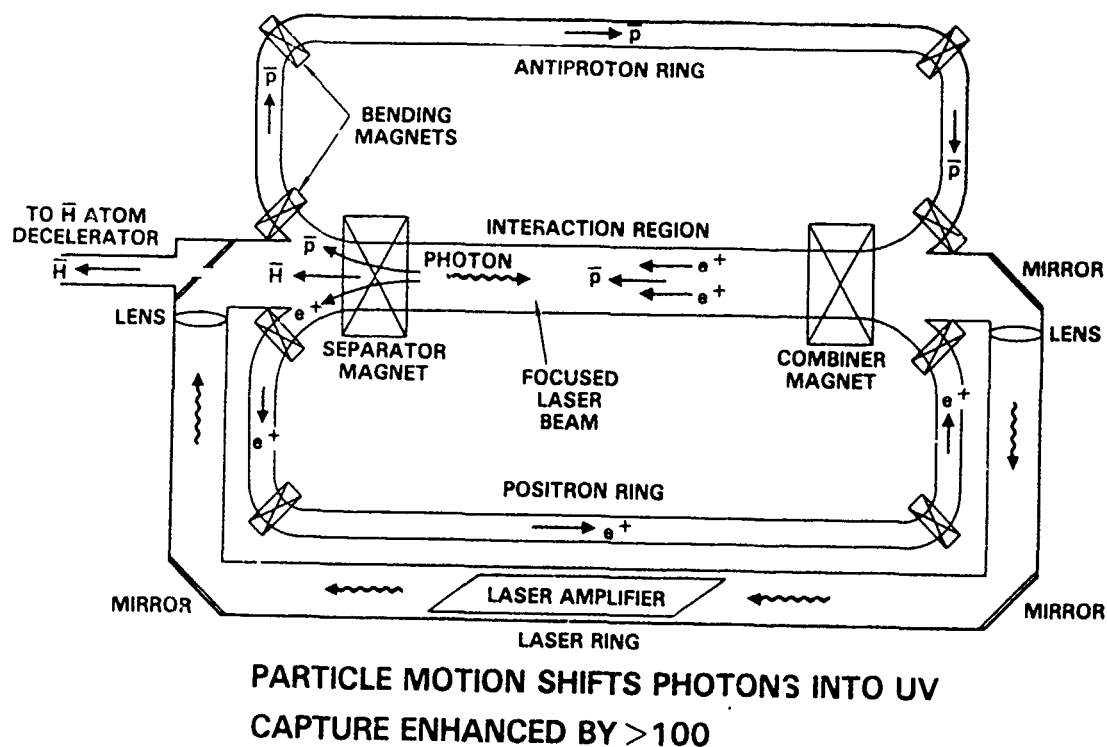 p̅
ANTIPROTON RING
p̅
BENDING
MAGNETS
p̅
TO H̅ ATOM
DECELERATOR
INTERACTION REGION
p̅
PHOTON
e⁺
H̅
H̅
p̅
e⁺
MIRROR
e⁺
LENS
LENS
SEPARATOR
MAGNET
COMBINER
MAGNET
FOCUSED
LASER
BEAM
e⁺
e⁺
POSITRON RING
e⁺
LASER AMPLIFIER
MIRROR
MIRROR
LASER RING
PARTICLE MOTION SHIFTS PHOTONS INTO UV
CAPTURE ENHANCED BY >100